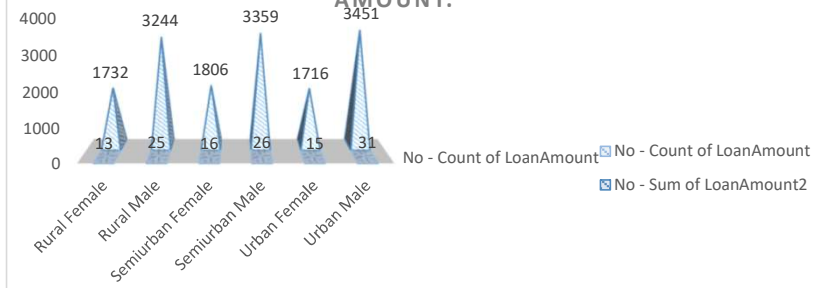 AMOUNT.
4000
3000
2000
1000
0
1732
3244
1806
3359
1716
3451
13
25
16
26
15
31
Rural Female
Rural Male
Semiurban Female
Semiurban Male
Urban Female
Urban Male
No - Count of LoanAmount
No - Count of LoanAmount
No - Sum of LoanAmount2